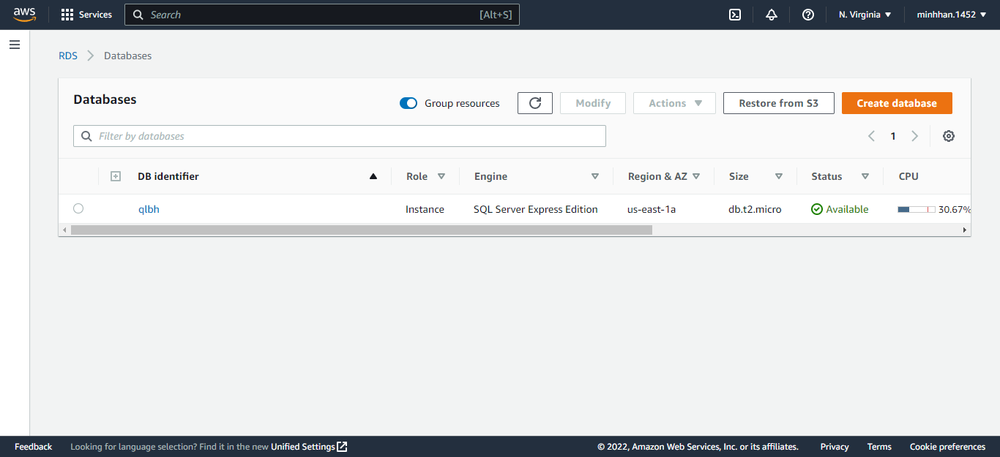 aws Services Search [Alt+S] N. Virginia minhhan.1452
RDS Databases
Databases Group resources Modify Actions Restore from S3 Create database
Filter by databases 1
DB identifier Role Engine Region & AZ Size Status CPU
qlbh Instance SQL Server Express Edition us-east-1a db.t2.micro Available 30.67%
Feedback Looking for language selection? Find it in the new Unified Settings © 2022, Amazon Web Services, Inc. or its affiliates. Privacy Terms Cookie preferences